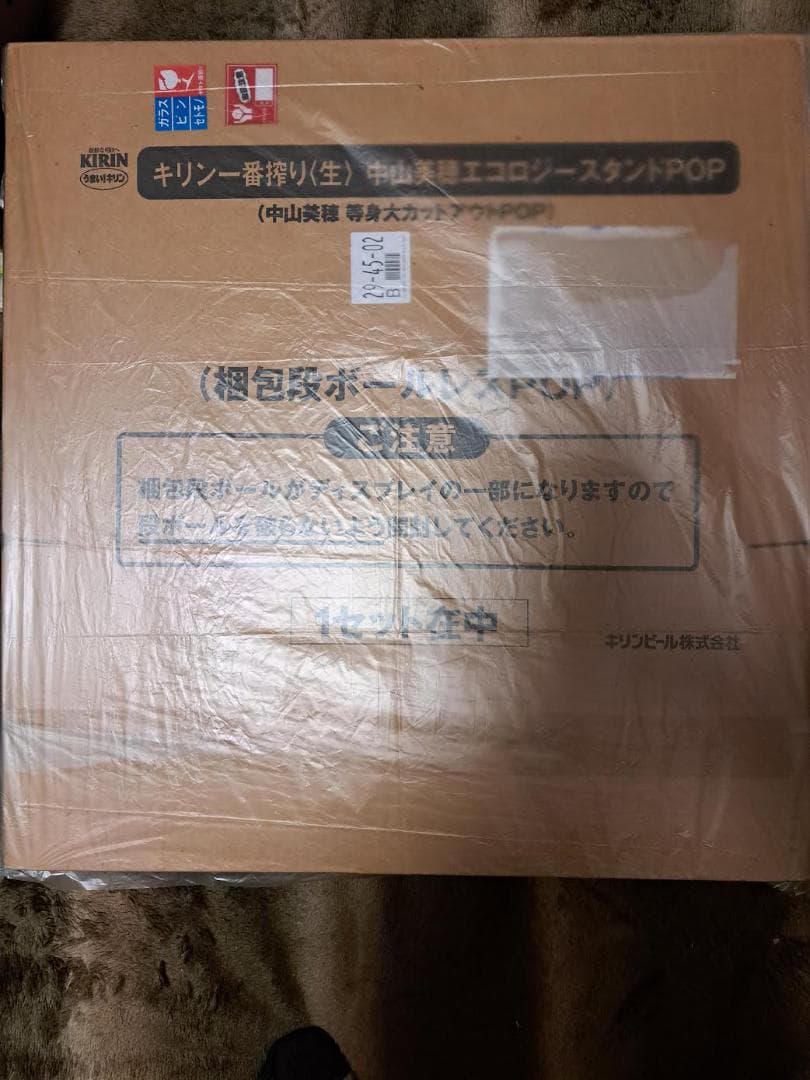 ガラス
ビン
セトモノ
KIRIN
うまい!キリン
キリン一番搾り〈生〉 中山美穂エコロジースタンドPOP
(中山美穂 等身大カットアウトPOP)
29-45-02
B
(梱包段ボールレスPOP)
ご注意
梱包段ボールがディスプレイの一部になりますので
段ボールを破らないよう開封してください。
1セット在中
キリンビール株式会社